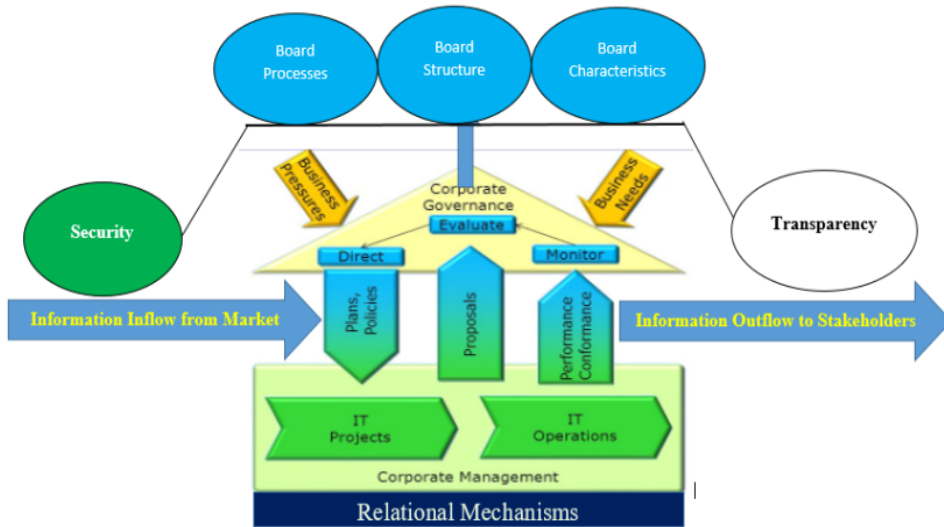 Board
Processes
Board
Structure
Board
Characteristics
Business
Pressures
Business
Needs
Corporate
Governance
Evaluate
Direct
Monitor
Security
Transparency
Information Inflow from Market
Plans,
Policies
Proposals
Performance
Conformance
Information Outflow to Stakeholders
IT
Projects
IT
Operations
Corporate Management
Relational Mechanisms